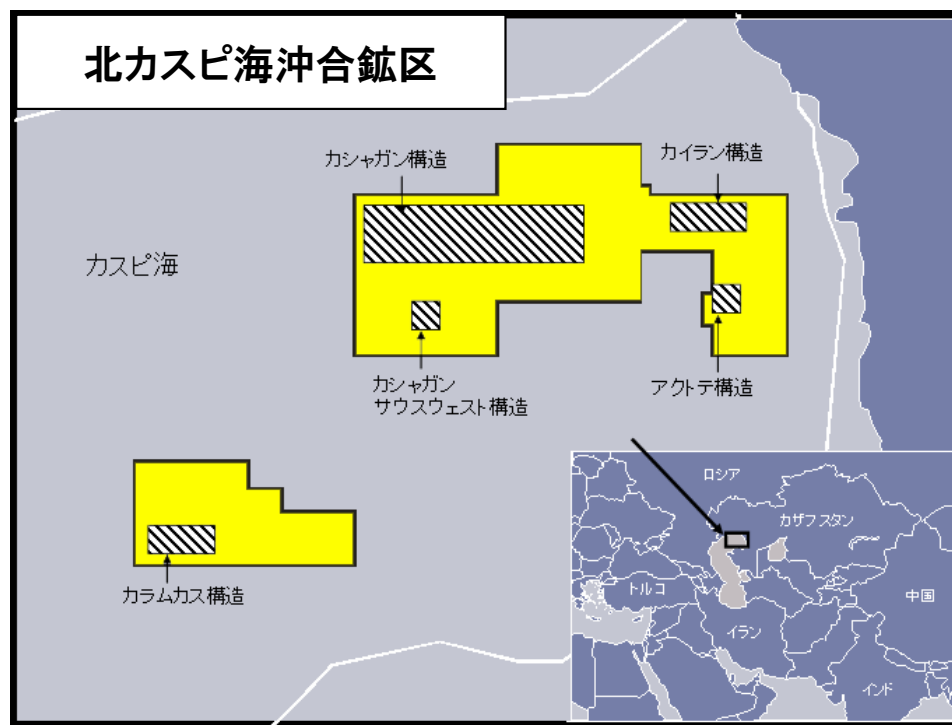 北カスピ海沖合鉱区
カシャガン構造
カイラン構造
カスピ海
カシャガン
サウスウェスト構造
アクトテ構造
カラムカス構造
ロシア
カザフスタン
トルコ
中国
イラン
インド